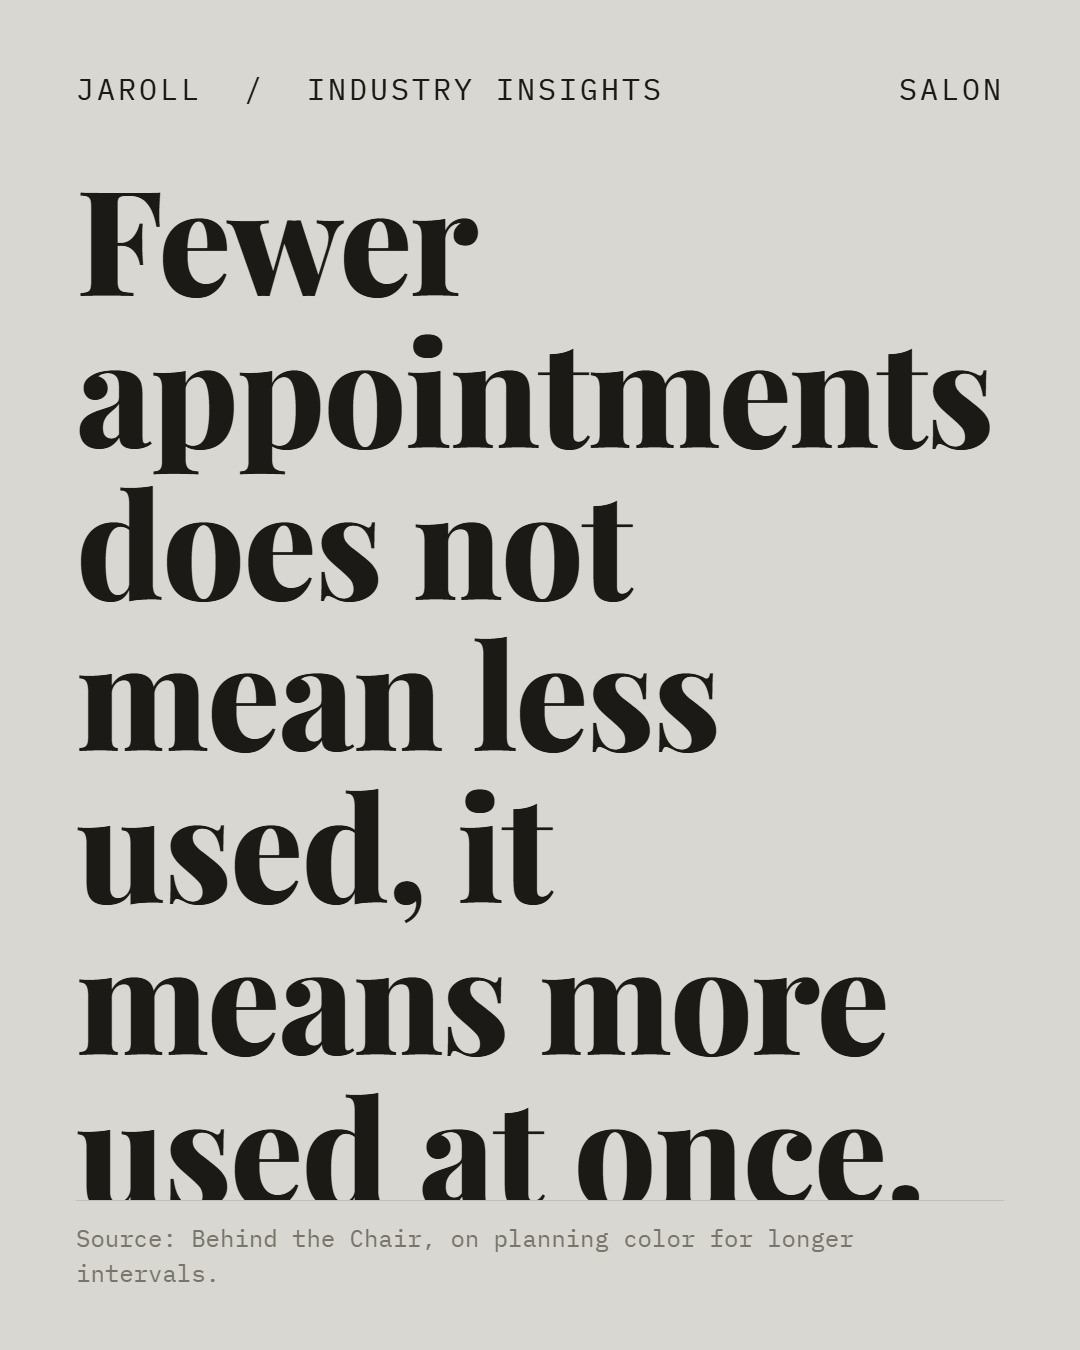 JAROLL / INDUSTRY INSIGHTS SALON
Fewer
appointments
does not
mean less
used, it
means more
used at once.
Source: Behind the Chair, on planning color for longer
intervals.